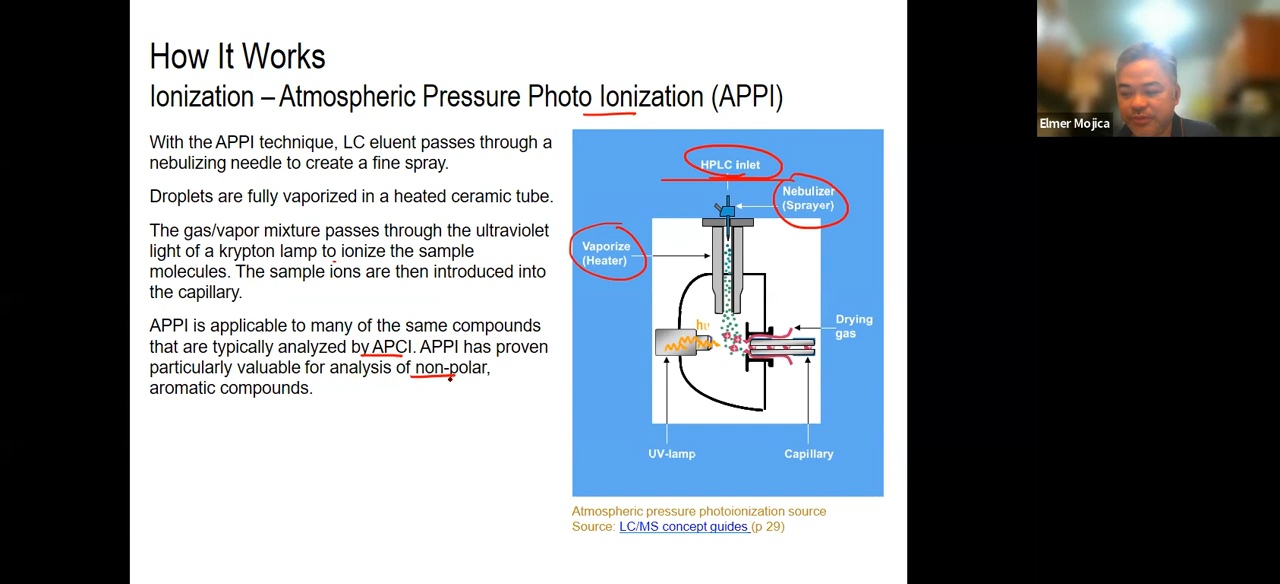 How It Works
Ionization – Atmospheric Pressure Photo Ionization (APPI)
With the APPI technique, LC eluent passes through a
nebulizing needle to create a fine spray.
Droplets are fully vaporized in a heated ceramic tube.
The gas/vapor mixture passes through the ultraviolet
light of a krypton lamp to ionize the sample
molecules. The sample ions are then introduced into
the capillary.
APPI is applicable to many of the same compounds
that are typically analyzed by APCI. APPI has proven
particularly valuable for analysis of non-polar,
aromatic compounds.
HPLC inlet
Nebulizer
(Sprayer)
Vaporize
(Heater)
hυ
Drying
gas
UV-lamp
Capillary
Atmospheric pressure photoionization source
Source: LC/MS concept guides (p 29)
Elmer Mojica